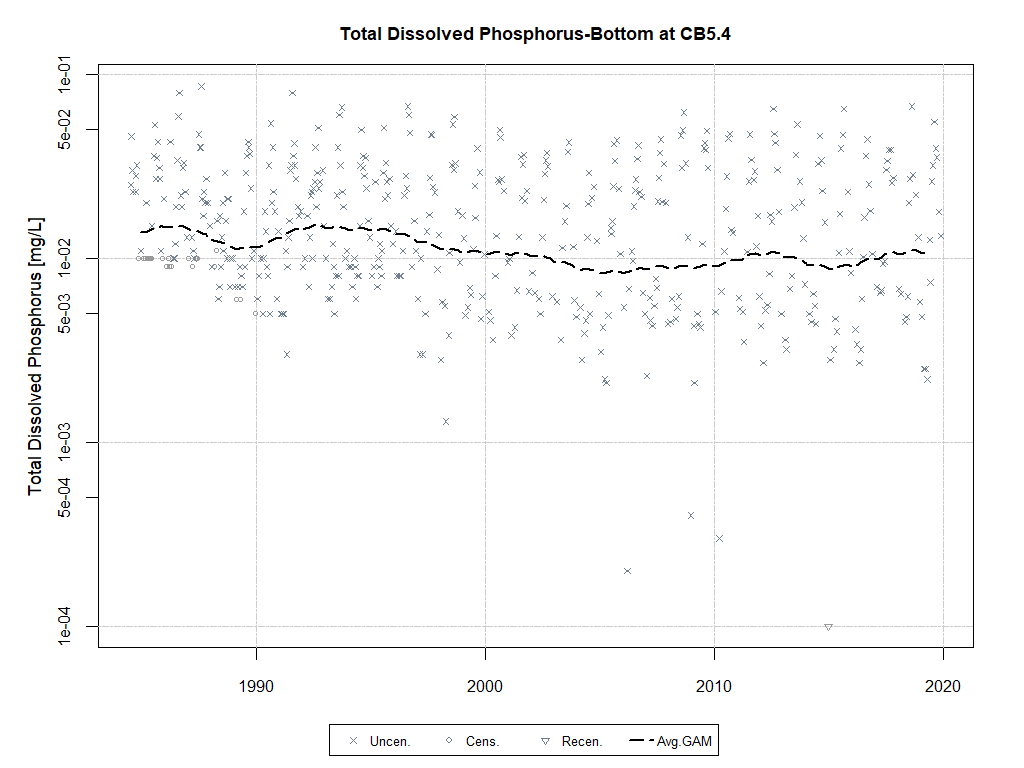 Total Dissolved Phosphorus-Bottom at CB5.4
Total Dissolved Phosphorus [mg/L]
1e-01
5e-02
1e-02
5e-03
1e-03
5e-04
1e-04
1990 2000 2010 2020
Uncen. Cens. Recen. Avg.GAM